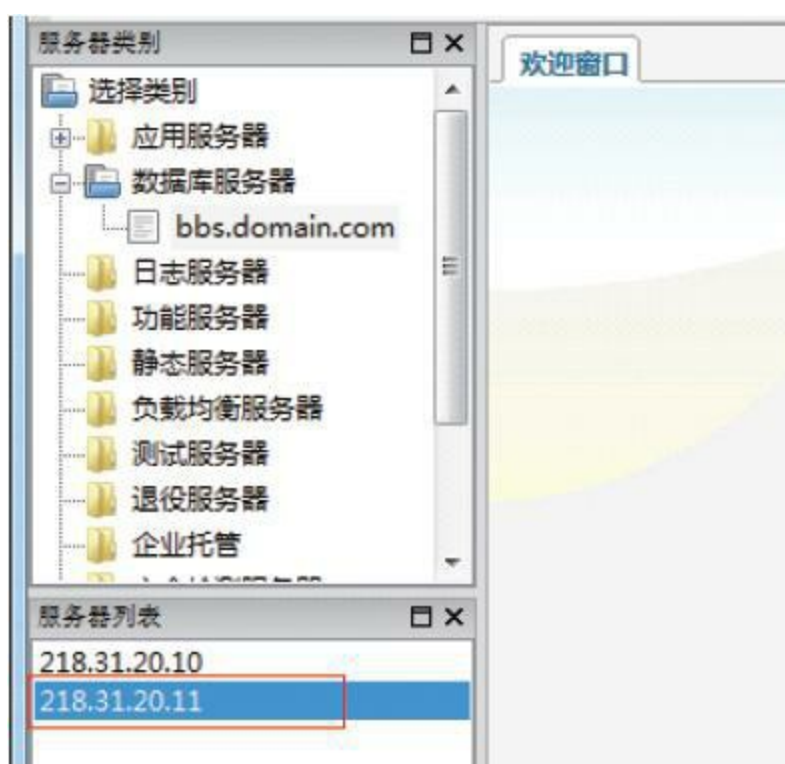 服务器类别
欢迎窗口
选择类别
应用服务器
数据库服务器
bbs.domain.com
日志服务器
功能服务器
静态服务器
负载均衡服务器
测试服务器
退役服务器
企业托管
服务器列表
218.31.20.10
218.31.20.11